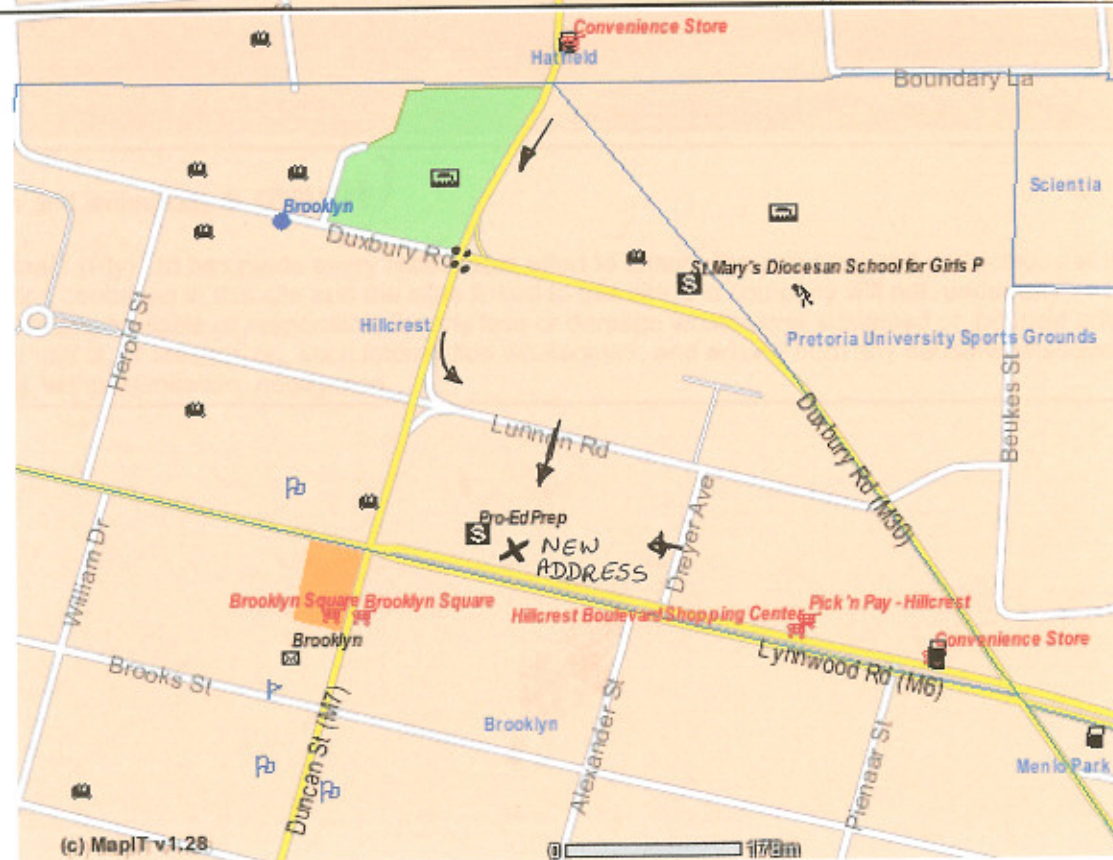 Convenience Store
Hatfield
Boundary La
Scientia
Brooklyn
Duxbury Rd
St.Mary's Diocesan School for Girls P
Hillcrest
Pretoria University Sports Grounds
Herold St
Beukes St
Lunnon Rd
Duxbury Rd (M30)
Dreyer Ave
Pro-Ed Prep
NEW
ADDRESS
William Dr
Brooklyn Square
Brooklyn Square
Hillcrest Boulevard Shopping Center
Pick 'n Pay - Hillcrest
Brooklyn
Convenience Store
Lynnwood Rd (M6)
Brooks St
Duncan St (M7)
Brooklyn
Alexander St
Pienaar St
Menlo Park
(c) MapIT v1.28
0
178m